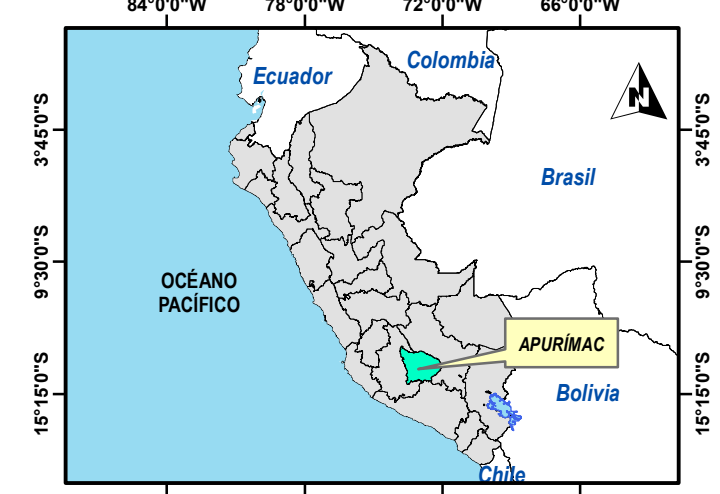 84°0'0"W 78°0'0"W 72°0'0"W 66°0'0"W
Colombia
Ecuador
N
3°45'0"S 3°45'0"S
Brasil
9°30'0"S 9°30'0"S
OCÉANO
PACÍFICO
APURÍMAC
15°15'0"S 15°15'0"S
Bolivia
Chile